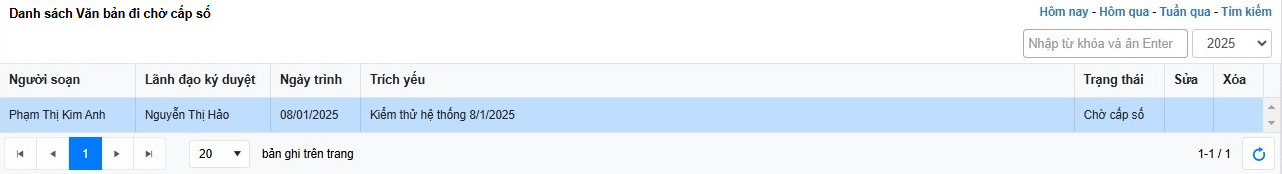 Danh sách Văn bản đi chờ cấp số
Hôm nay - Hôm qua - Tuần qua - Tìm kiếm
Nhập từ khóa và ấn Enter 2025
Người soạn Lãnh đạo ký duyệt Ngày trình Trích yếu Trạng thái Sửa Xóa
Phạm Thị Kim Anh Nguyễn Thị Hảo 08/01/2025 Kiểm thử hệ thống 8/1/2025 Chờ cấp số
1 20 bản ghi trên trang 1-1 / 1